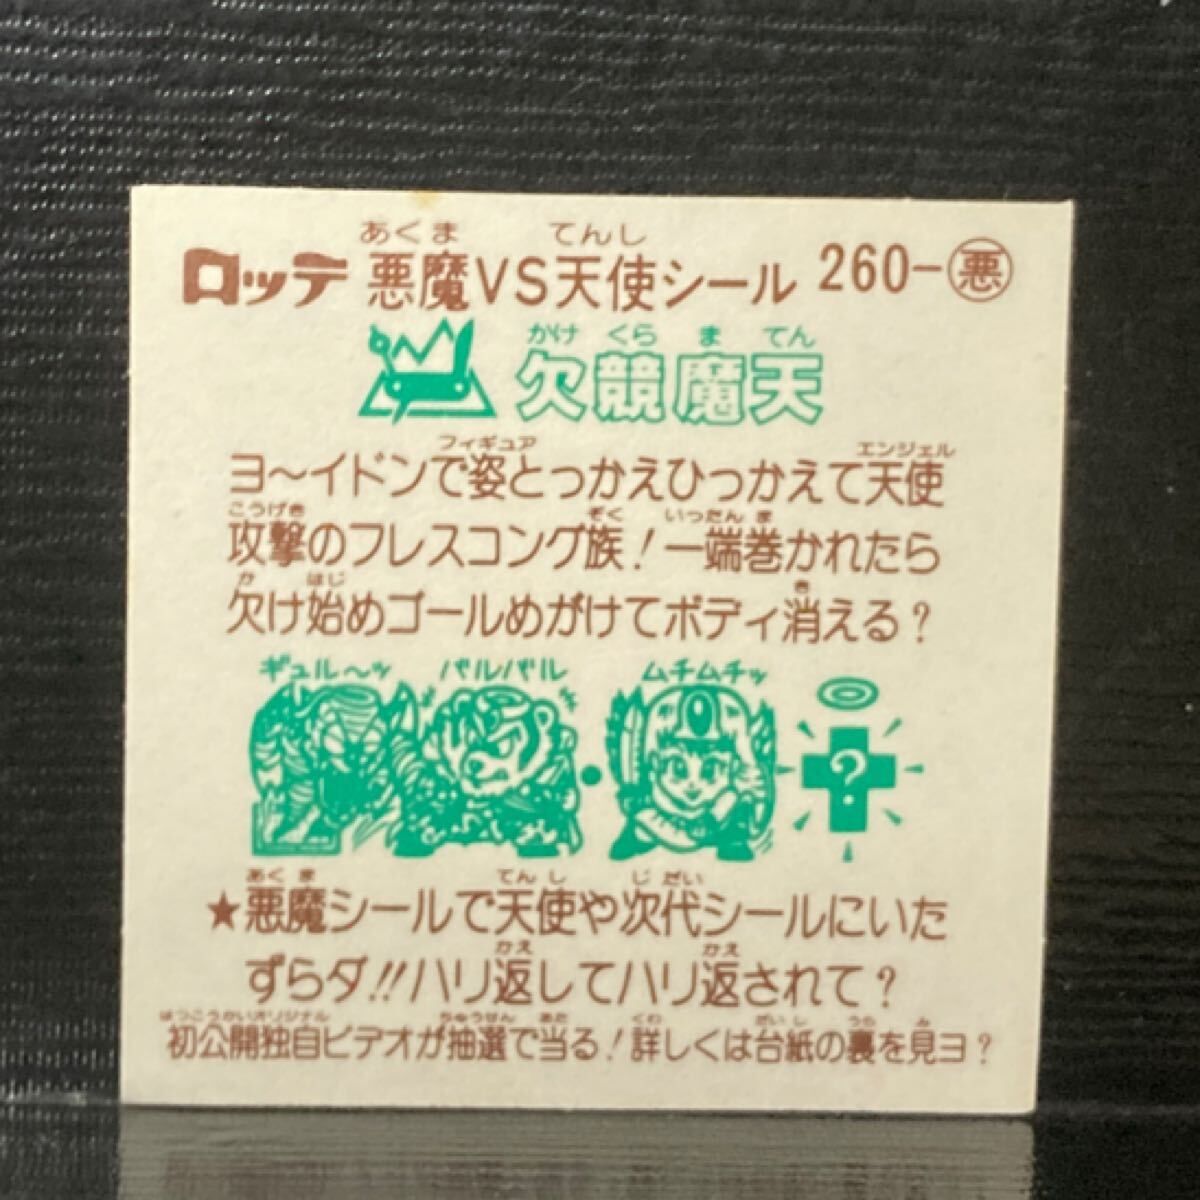 あくま てんし
ロッテ 悪魔VSて天使シール 260-悪
かけ くら ま てん
欠競魔天
フィギュア エンジェル
ヨ〜イドンで姿とっかえひっかえて天使
こうげき ぞく いったんま
攻撃のフレスコング族!一端巻かれたら
か はじ き
欠け始めゴールめがけてボディ消える?
ギュル〜ッ バルバル ムチムチッ
?
あくま てんし じだい
★悪魔シールで天使や次代シールにいた
かえ かえ
ずらダ!!ハリ返してハリ返されて?
はつこうかいオリジナル ちゅうせん あた くわ だいし うら み
初公開独自ビデオが抽選で当る!詳しくは台紙の裏を見ヨ?